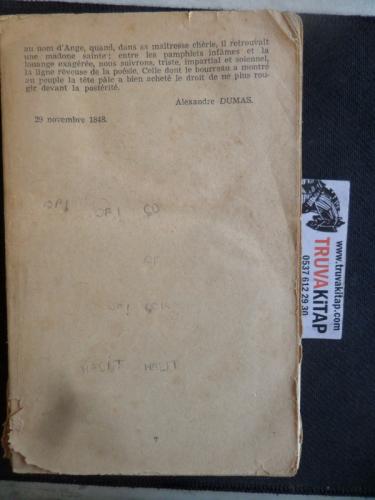 au nom d'Ange, quand, dans sa maîtresse chérie, il retrouvait
une madone sainte; entre les pamphlets infâmes et la
louange exagérée, nous suivrons, triste, impartial et solennel,
la ligne rêveuse de la poésie. Celle dont le bourreau a montré
au peuple la tête pâle a bien acheté le droit de ne plus rou-
gir devant la postérité.
Alexandre DUMAS.
29 novembre 1848.
7
www.truvakitap.com
TRUVAKİTAP
0537 612 29 30